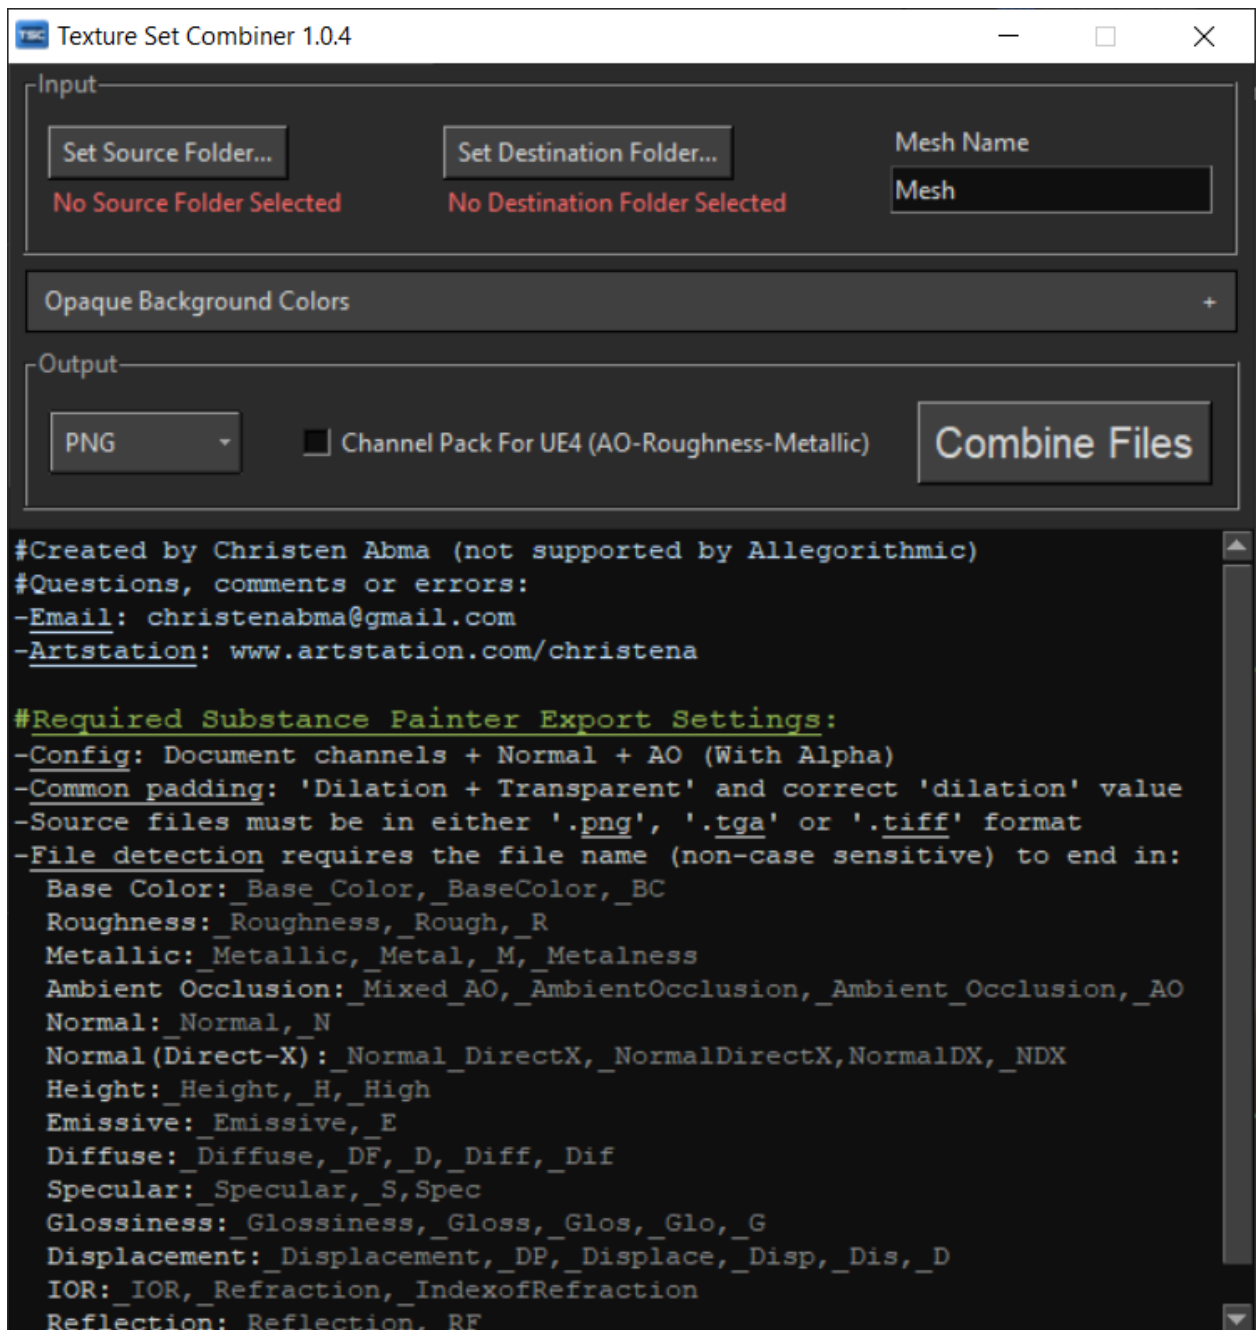 TSC Texture Set Combiner 1.0.4
Input
Set Source Folder... Set Destination Folder... Mesh Name
No Source Folder Selected No Destination Folder Selected Mesh
Opaque Background Colors +
Output
PNG Channel Pack For UE4 (AO-Roughness-Metallic) Combine Files
#Created by Christen Abma (not supported by Allegorithmic)
#Questions, comments or errors:
-Email: christenabma@gmail.com
-Artstation: www.artstation.com/christena
#Required Substance Painter Export Settings:
-Config: Document channels + Normal + AO (With Alpha)
-Common padding: 'Dilation + Transparent' and correct 'dilation' value
-Source files must be in either '.png', '.tga' or '.tiff' format
-File detection requires the file name (non-case sensitive) to end in:
Base Color:_Base_Color,_BaseColor,_BC
Roughness:_Roughness,_Rough,_R
Metallic:_Metallic,_Metal,_M,_Metalness
Ambient Occlusion:_Mixed_AO,_AmbientOcclusion,_Ambient_Occlusion,_AO
Normal:_Normal,_N
Normal(Direct-X):_Normal_DirectX,_NormalDirectX,NormalDX,_NDX
Height:_Height,_H,_High
Emissive:_Emissive,_E
Diffuse:_Diffuse,_DF,_D,_Diff,_Dif
Specular:_Specular,_S,Spec
Glossiness:_Glossiness,_Gloss,_Glos,_Glo,_G
Displacement:_Displacement,_DP,_Displace,_Disp,_Dis,_D
IOR:_IOR,_Refraction,_IndexofRefraction
Reflection:_Reflection,_RF